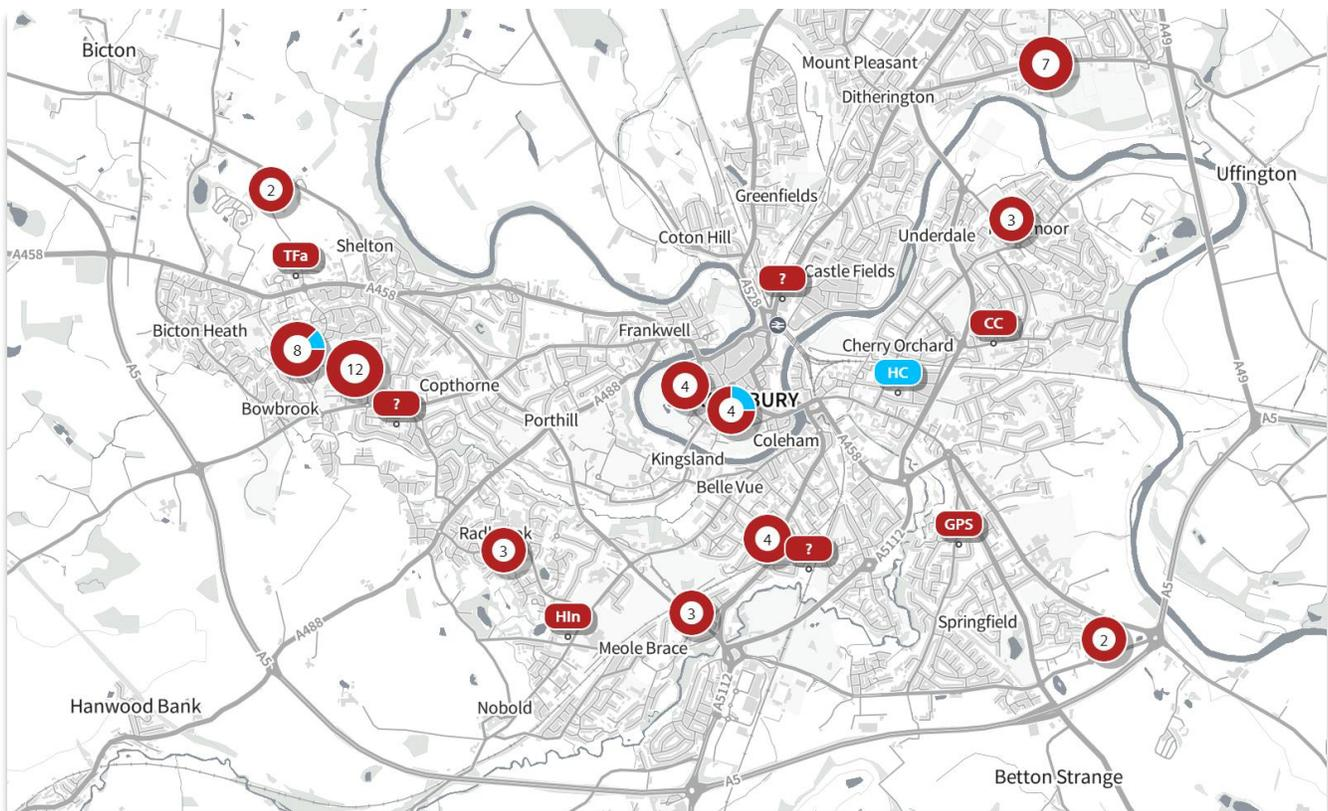 A49
Bicton
Mount Pleasant
7
Ditherington
Uffington
2
Greenfields
3
moor
Coton Hill
Underdale
Shelton
A458
TFa
?
Castle Fields
A458
A528
Bicton Heath
Frankwell
CC
Cherry Orchard
8
12
HC
A49
A5
Copthorne
4
4
BURY
A488
Bowbrook
?
Porthill
A5
Coleham
A458
Kingsland
Belle Vue
GPS
Radbrook
3
4
?
A5112
A5
HIn
3
Springfield
2
A488
Meole Brace
A5
A5112
Hanwood Bank
Nobold
A5
Betton Strange